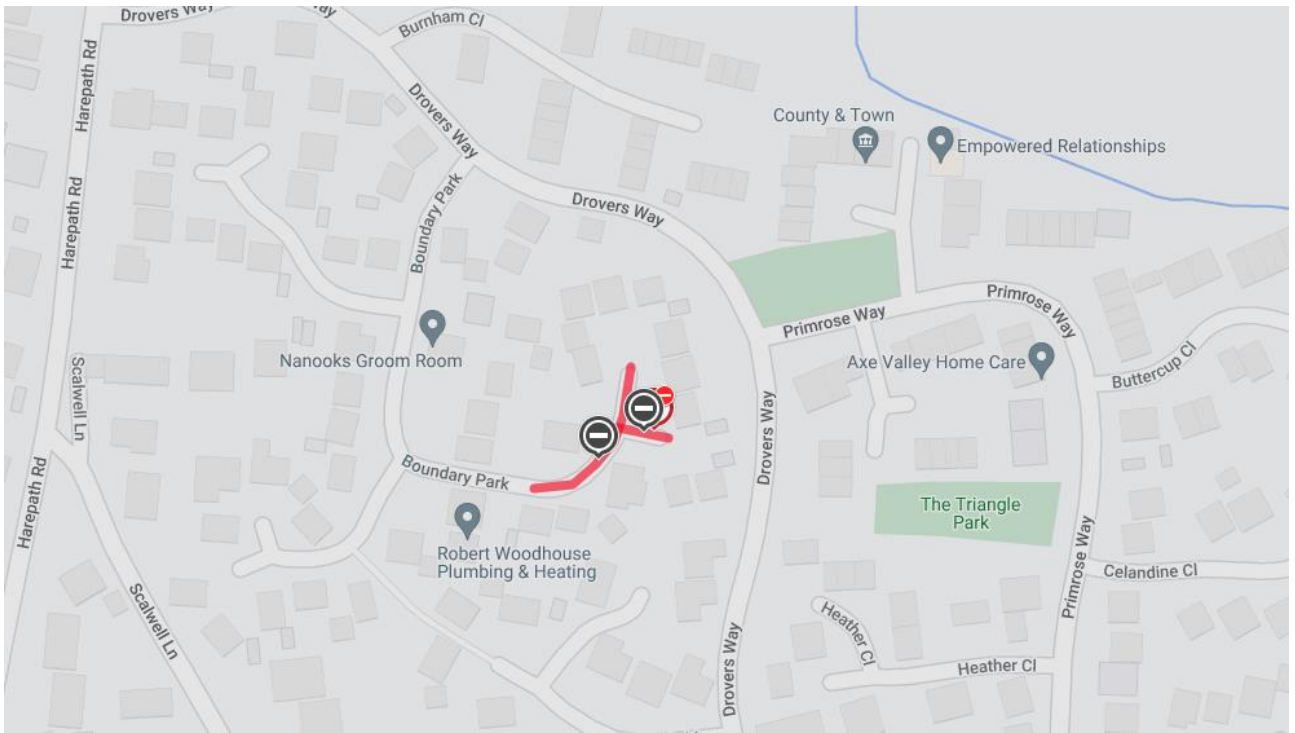 Drovers Way
Way
Burnham Cl
Harepath Rd
Drovers Way
County & Town
Empowered Relationships
Boundary Park
Drovers Way
Harepath Rd
Primrose Way
Primrose Way
Nanooks Groom Room
Axe Valley Home Care
Buttercup Cl
Scalwell Ln
Drovers Way
Boundary Park
Harepath Rd
The Triangle
Park
Robert Woodhouse
Plumbing & Heating
Primrose Way
Celandine Cl
Scalwell Ln
Heather Cl
Heather Cl
Drovers Way